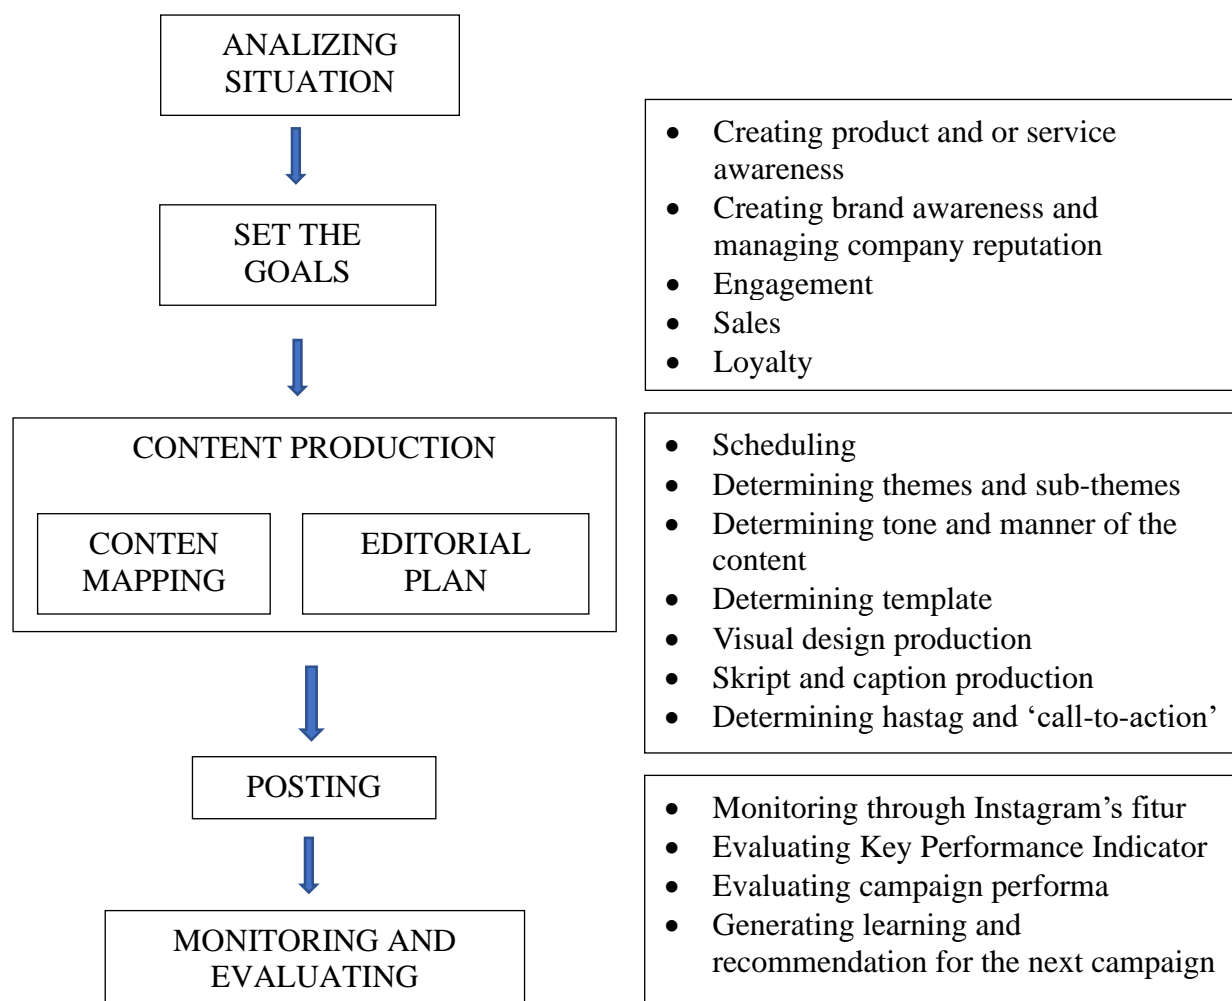 ANALIZING
SITUATION
SET THE
GOALS
CONTENT PRODUCTION
CONTEN
MAPPING
EDITORIAL
PLAN
POSTING
MONITORING AND
EVALUATING
• Creating product and or service
awareness
• Creating brand awareness and
managing company reputation
• Engagement
• Sales
• Loyalty
• Scheduling
• Determining themes and sub-themes
• Determining tone and manner of the
content
• Determining template
• Visual design production
• Skript and caption production
• Determining hastag and ‘call-to-action’
• Monitoring through Instagram’s fitur
• Evaluating Key Performance Indicator
• Evaluating campaign performa
• Generating learning and
recommendation for the next campaign